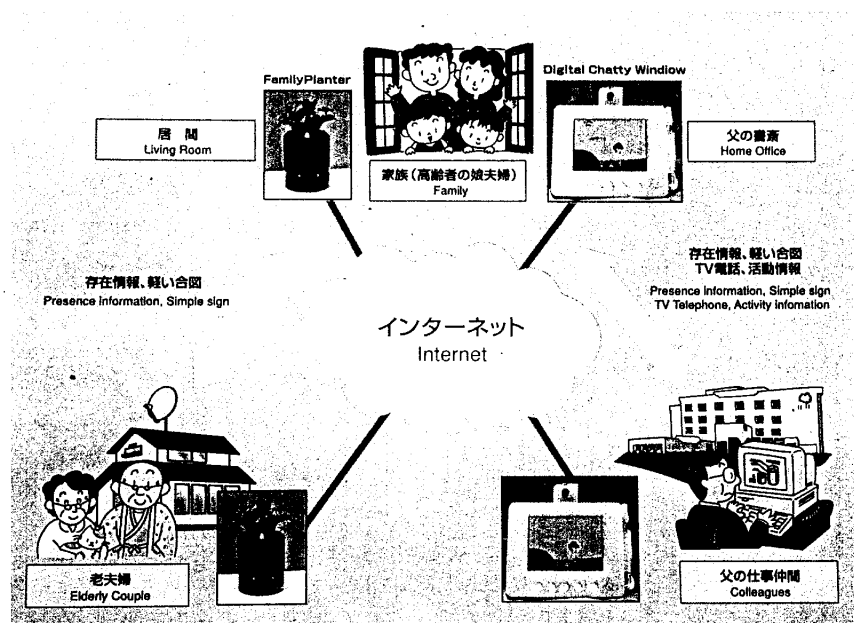 FamilyPlanter
Digital Chatty Windiow
居 間
Living Room
家族(高齢者の娘夫婦)
Family
父の書斎
Home Office
存在情報、軽い合図
Presence Information, Simple sign
存在情報、軽い合図
TV電話、活動情報
Presence Information, Simple sign
TV Telephone, Activity infomation
インターネット
Internet
老夫婦
Elderly Couple
父の仕事仲間
Colleagues